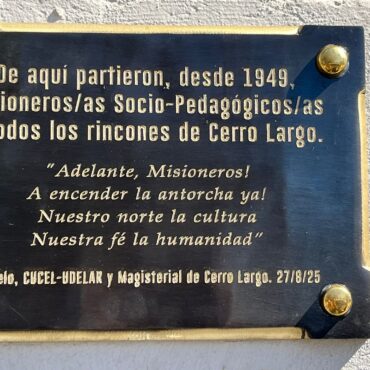 De aquí partieron, desde 1949,
ioneros/as Socio-Pedagógicos/as
odos los rincones de Cerro Largo.
"Adelante, Misioneros!
A encender la antorcha ya!
Nuestro norte la cultura
Nuestra fé la humanidad"
elo, CUCEL-UDELAR y Magisterial de Cerro Largo. 27/8/25